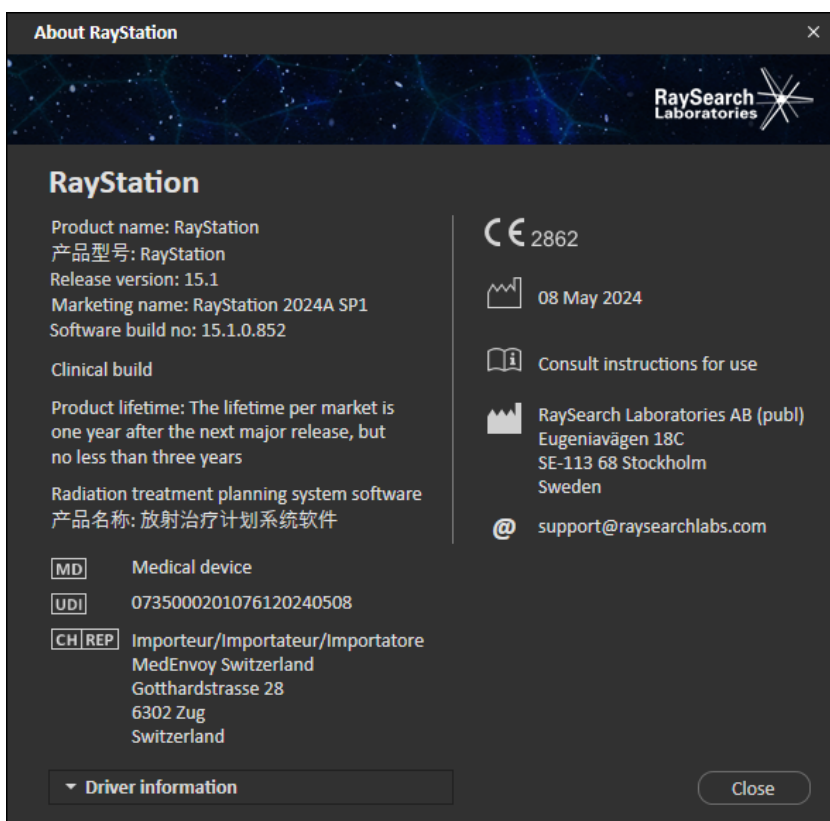 About RayStation
RaySearch
Laboratories
RayStation
Product name: RayStation
产品型号: RayStation
Release version: 15.1
Marketing name: RayStation 2024A SP1
Software build no: 15.1.0.852
Clinical build
Product lifetime: The lifetime per market is
one year after the next major release, but
no less than three years
Radiation treatment planning system software
产品名称: 放射治疗计划系统软件
MD Medical device
UDI 0735000201076120240508
CH REP Importeur/Importateur/Importatore
MedEnvoy Switzerland
Gotthardstrasse 28
6302 Zug
Switzerland
CE 2862
08 May 2024
i Consult instructions for use
RaySearch Laboratories AB (publ)
Eugeniavägen 18C
SE-113 68 Stockholm
Sweden
@ support@raysearchlabs.com
Driver information
Close